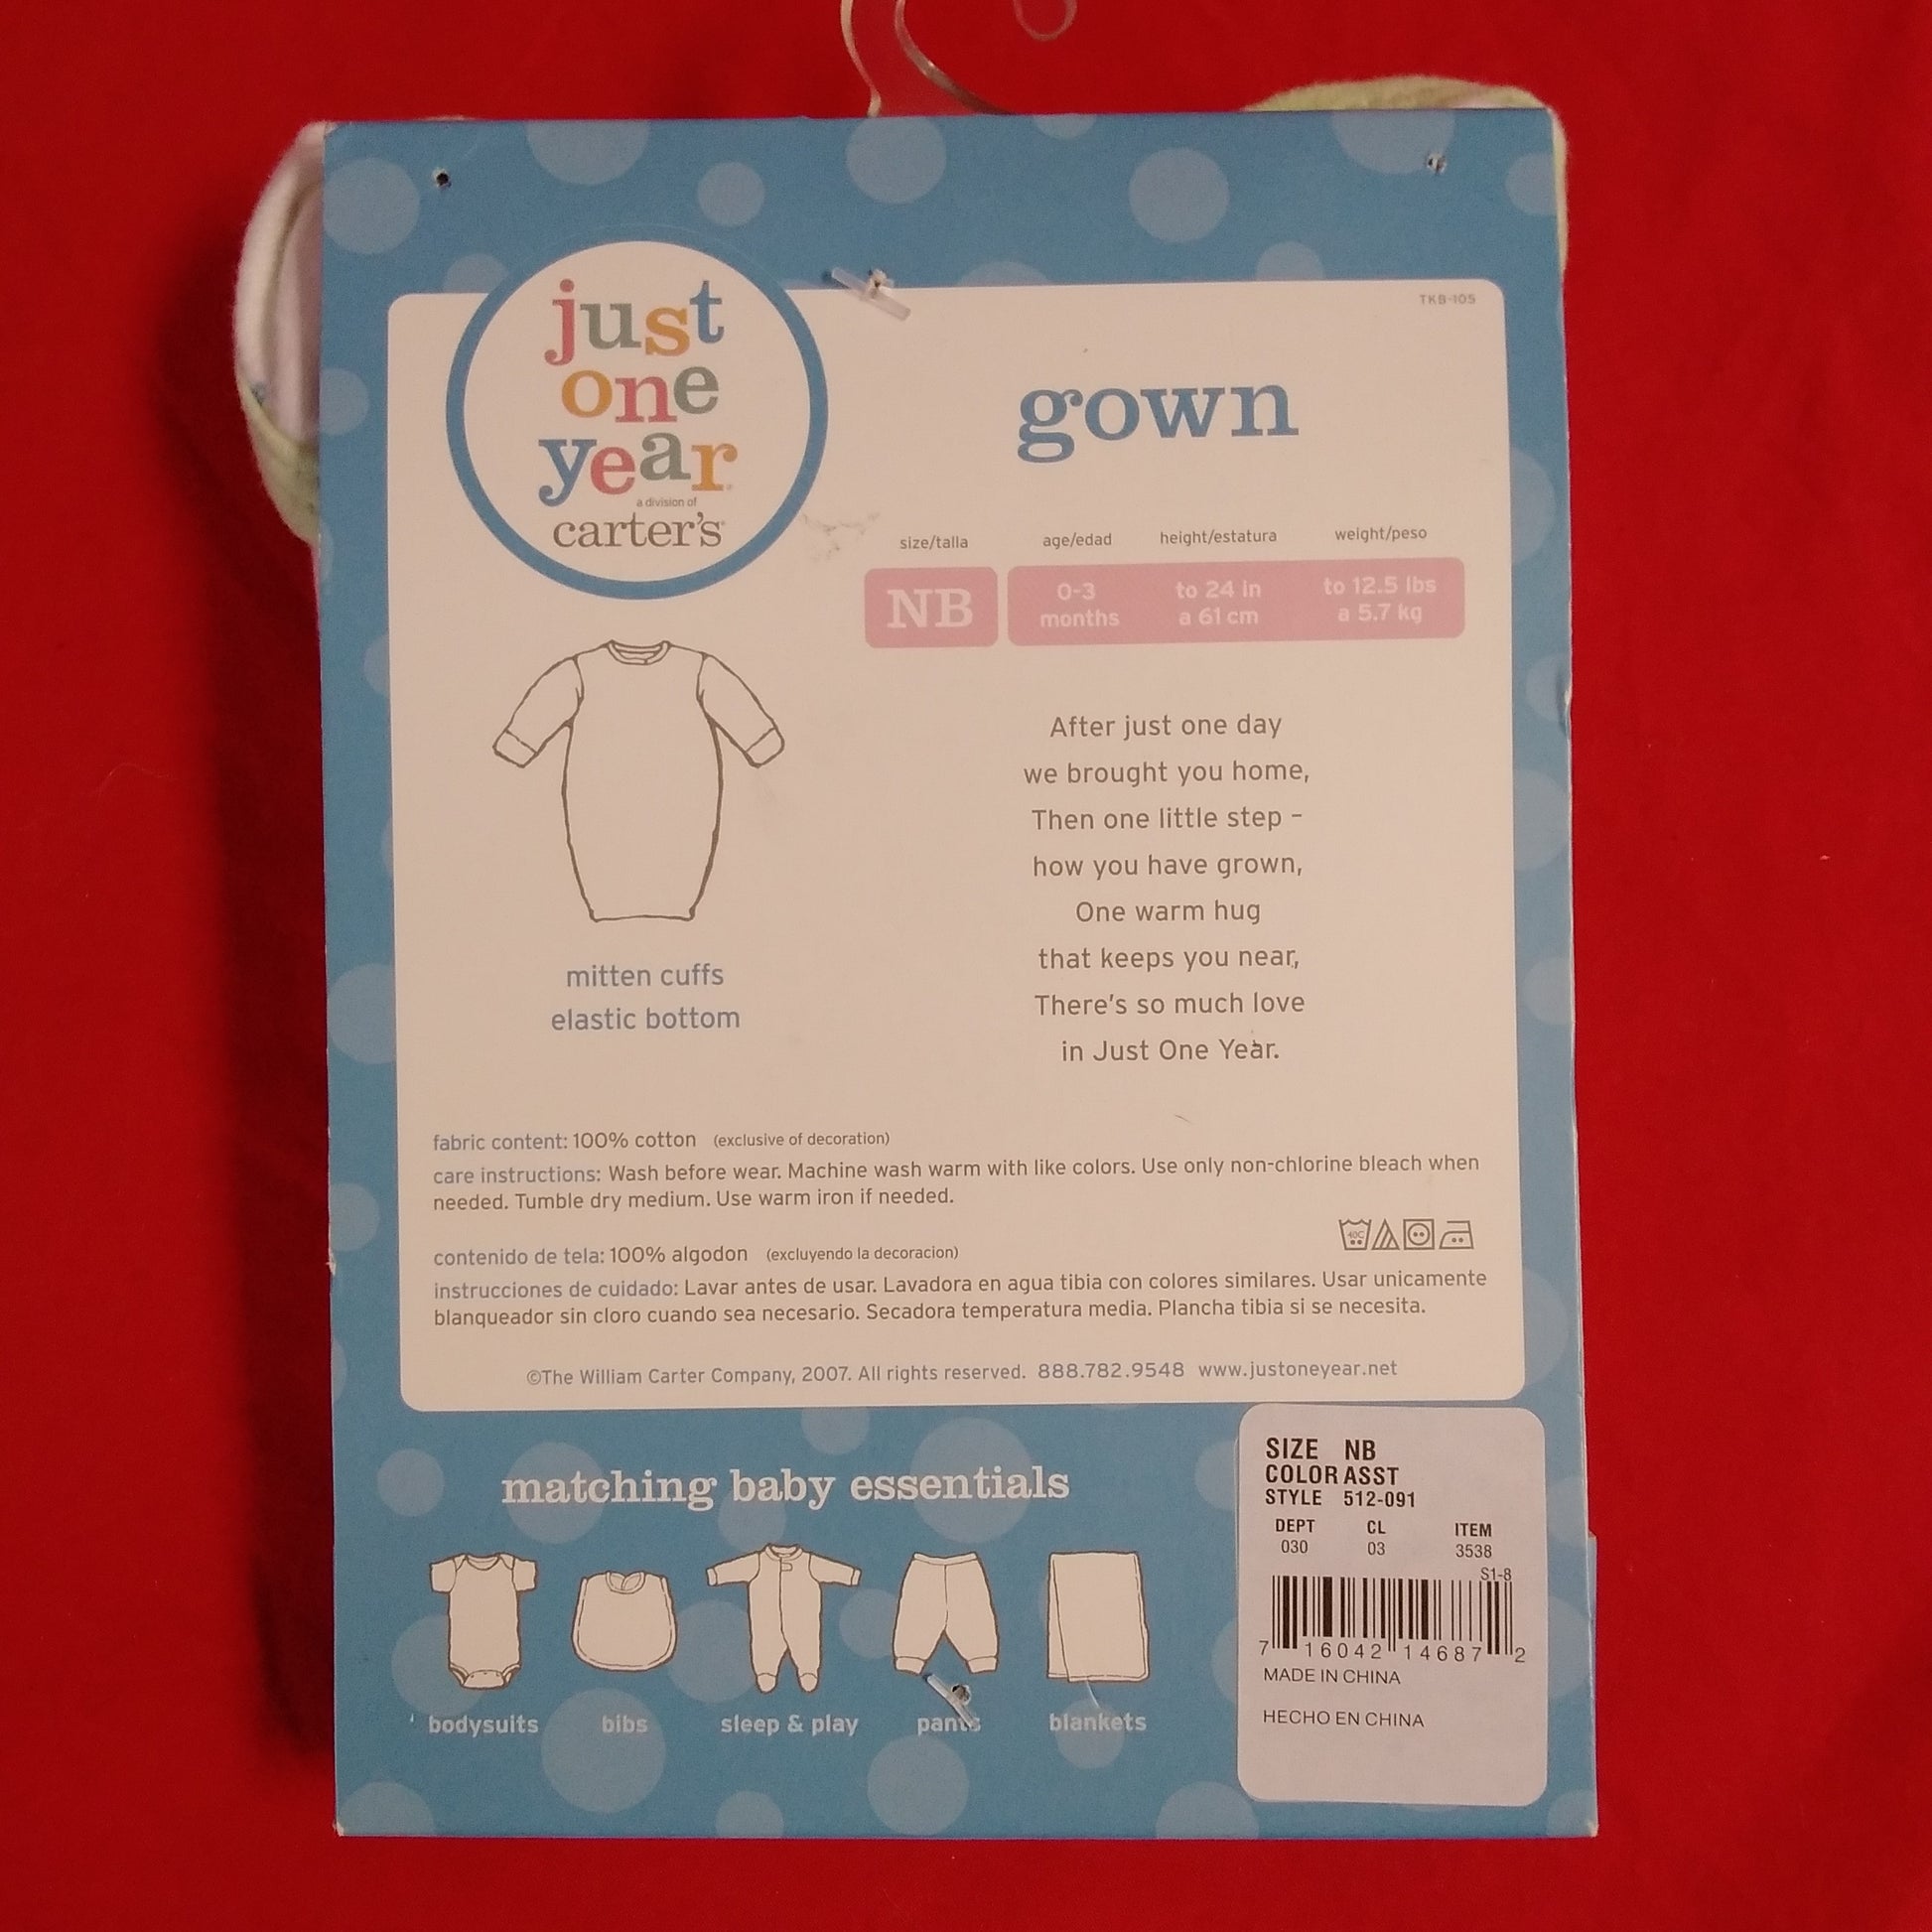 just
one
year
a division of
carter's
TKB-105
gown
size/talla age/edad height/estatura weight/peso
NB 0-3 months to 24 in a 61 cm to 12.5 lbs a 5.7 kg
After just one day
we brought you home,
Then one little step –
how you have grown,
One warm hug
that keeps you near,
There's so much love
in Just One Year.
mitten cuffs
elastic bottom
fabric content: 100% cotton (exclusive of decoration)
care instructions: Wash before wear. Machine wash warm with like colors. Use only non-chlorine bleach when
needed. Tumble dry medium. Use warm iron if needed.
40C
contenido de tela: 100% algodon (excluyendo la decoracion)
instrucciones de cuidado: Lavar antes de usar. Lavadora en agua tibia con colores similares. Usar unicamente
blanqueador sin cloro cuando sea necesario. Secadora temperatura media. Plancha tibia si se necesita.
©The William Carter Company, 2007. All rights reserved. 888.782.9548 www.justoneyear.net
matching baby essentials
bodysuits bibs sleep & play pants blankets
SIZE NB
COLOR ASST
STYLE 512-091
DEPT CL ITEM
030 03 3538
S1-8
7 16042 14687 2
MADE IN CHINA
HECHO EN CHINA